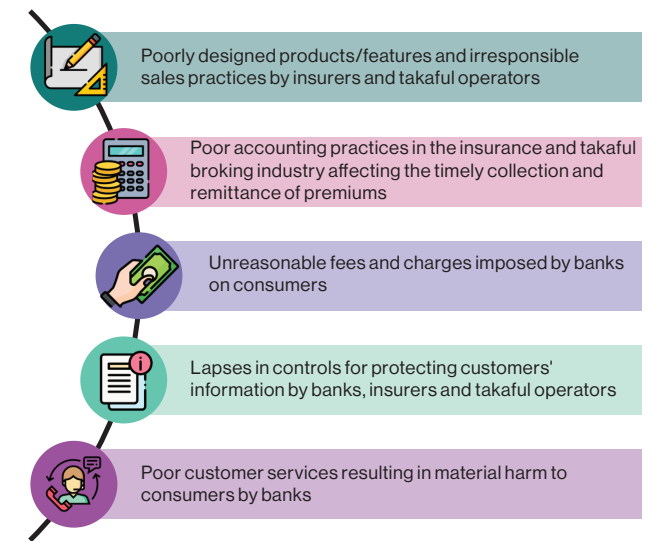 Poorly designed products/features and irresponsible
sales practices by insurers and takaful operators
Poor accounting practices in the insurance and takaful
broking industry affecting the timely collection and
remittance of premiums
Unreasonable fees and charges imposed by banks
on consumers
Lapses in controls for protecting customers'
information by banks, insurers and takaful operators
Poor customer services resulting in material harm to
consumers by banks